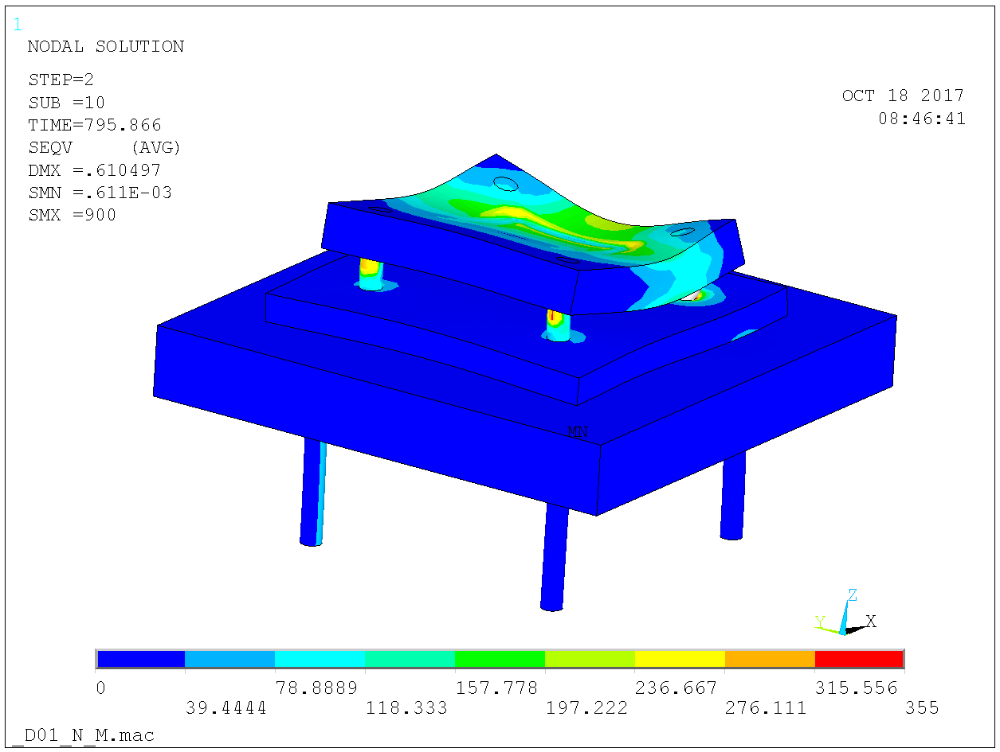 1
NODAL SOLUTION
STEP=2
SUB =10
TIME=795.866
SEQV (AVG)
DMX =.610497
SMN =.611E-03
SMX =900
OCT 18 2017
08:46:41
MN
Z
Y X
0 78.8889 157.778 236.667 315.556
39.4444 118.333 197.222 276.111 355
_D01_N_M.mac